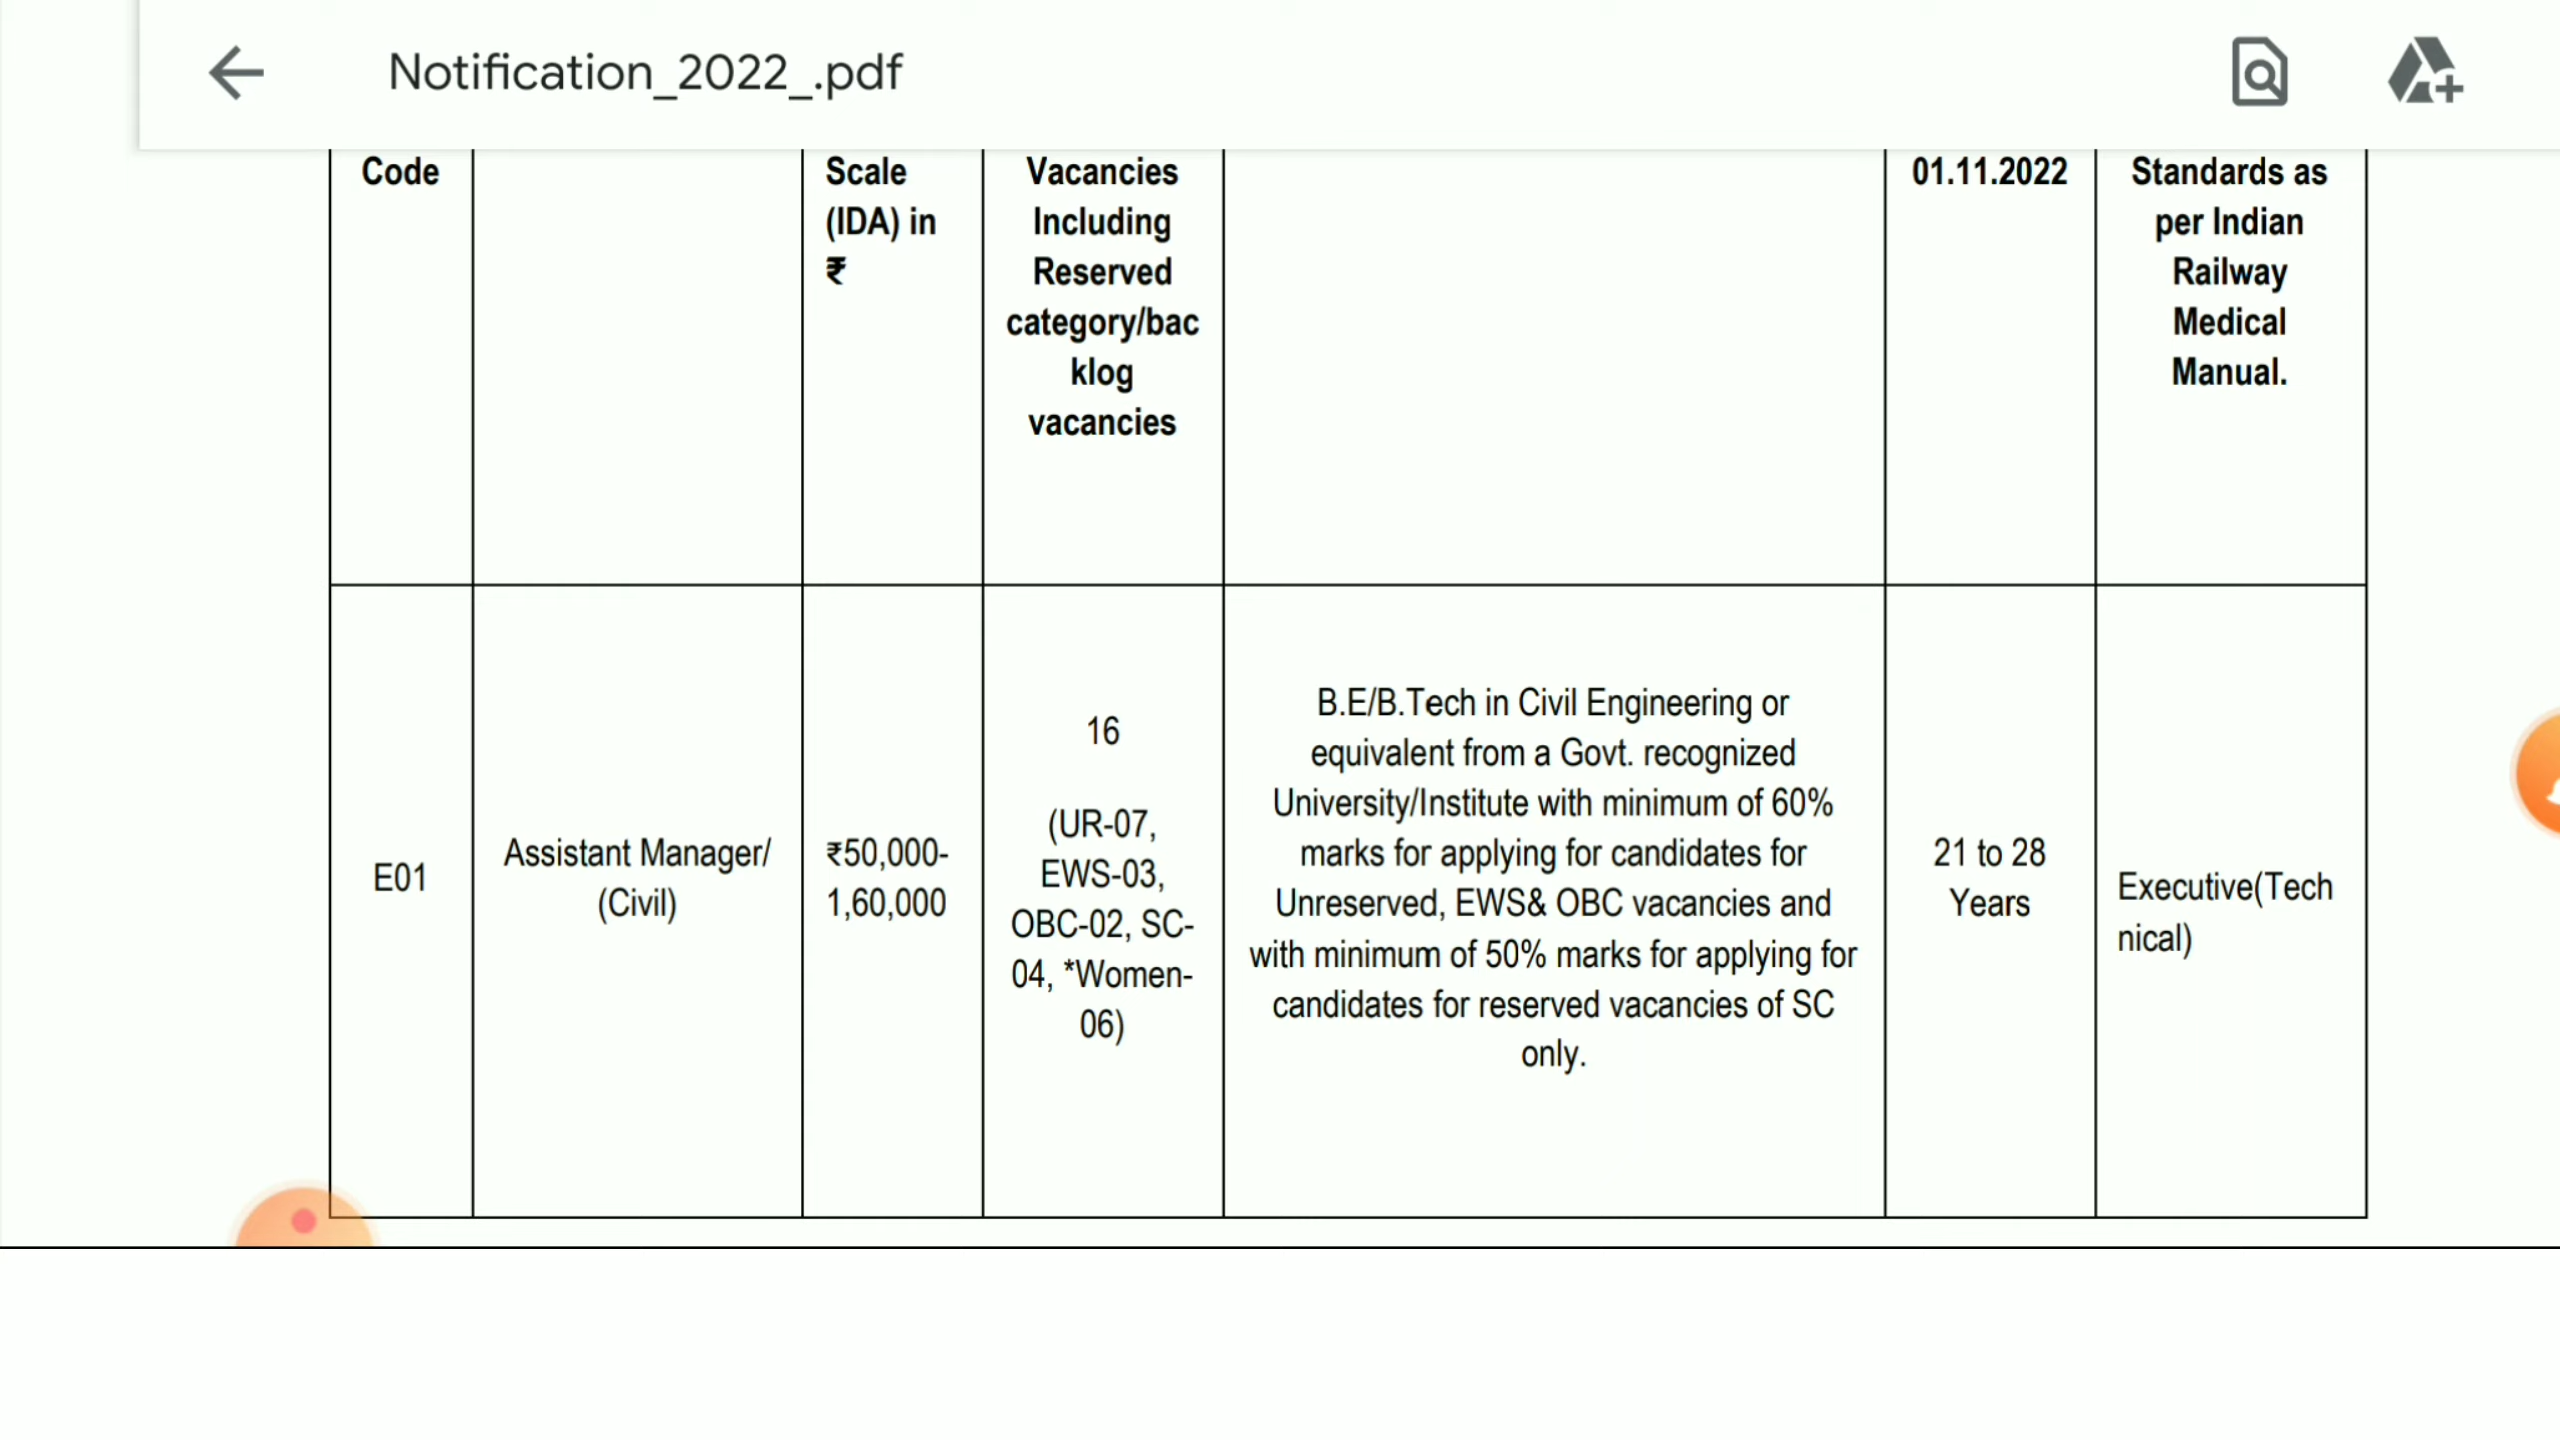 Notification_2022_.pdf
Code
Scale
(IDA) in
₹
Vacancies
Including
Reserved
category/bac
klog
vacancies
01.11.2022
Standards as
per Indian
Railway
Medical
Manual.
E01
Assistant Manager/
(Civil)
₹50,000-
1,60,000
16
(UR-07,
EWS-03,
OBC-02, SC-
04, *Women-
06)
B.E/B.Tech in Civil Engineering or
equivalent from a Govt. recognized
University/Institute with minimum of 60%
marks for applying for candidates for
Unreserved, EWS& OBC vacancies and
with minimum of 50% marks for applying for
candidates for reserved vacancies of SC
only.
21 to 28
Years
Executive(Tech
nical)